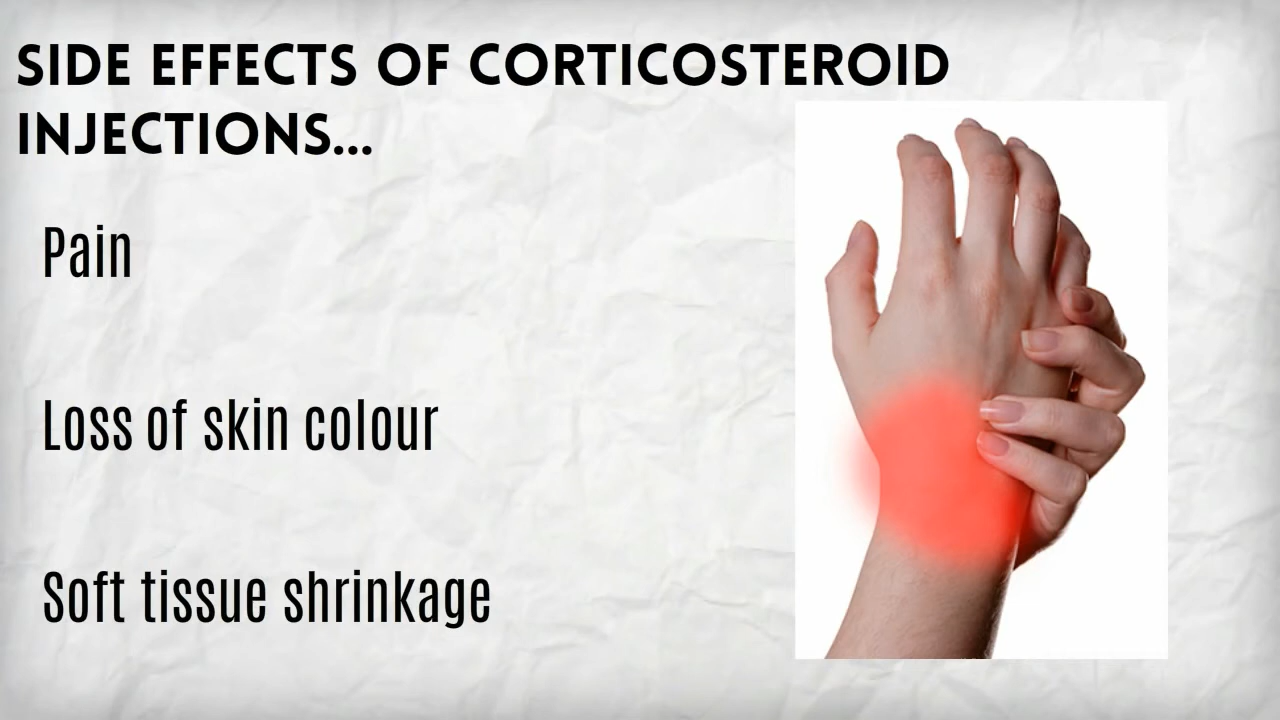 SIDE EFFECTS OF CORTICOSTEROID
INJECTIONS...
Pain
Loss of skin colour
Soft tissue shrinkage